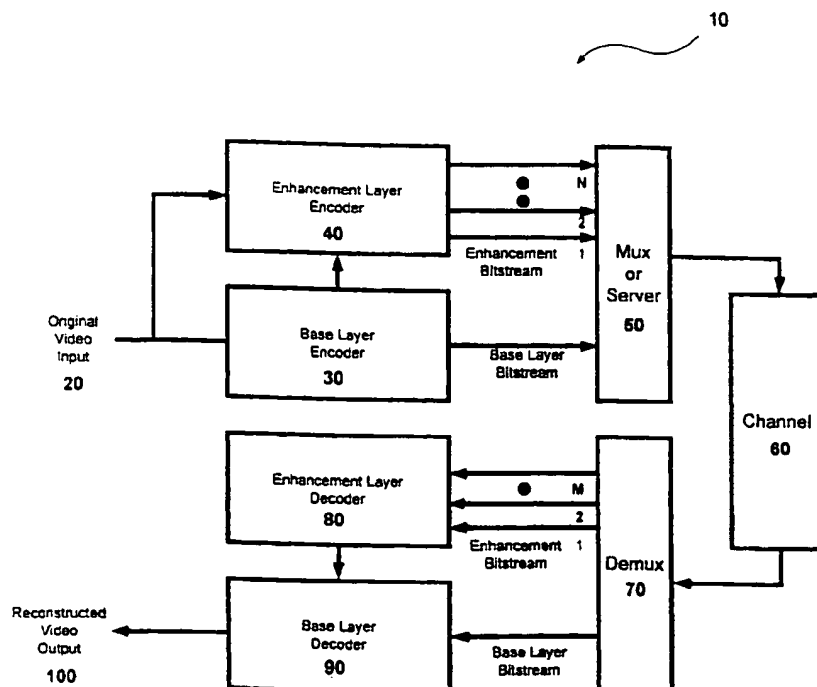 10
Enhancement Layer
Encoder
40
N
2
1
Enhancement
Bitstream
Mux
or
Server
50
Original
Video
Input
20
Base Layer
Encoder
30
Base Layer
Bitstream
Channel
60
Enhancement Layer
Decoder
80
M
2
1
Enhancement
Bitstream
Demux
70
Reconstructed
Video
Output
100
Base Layer
Decoder
90
Base Layer
Bitstream